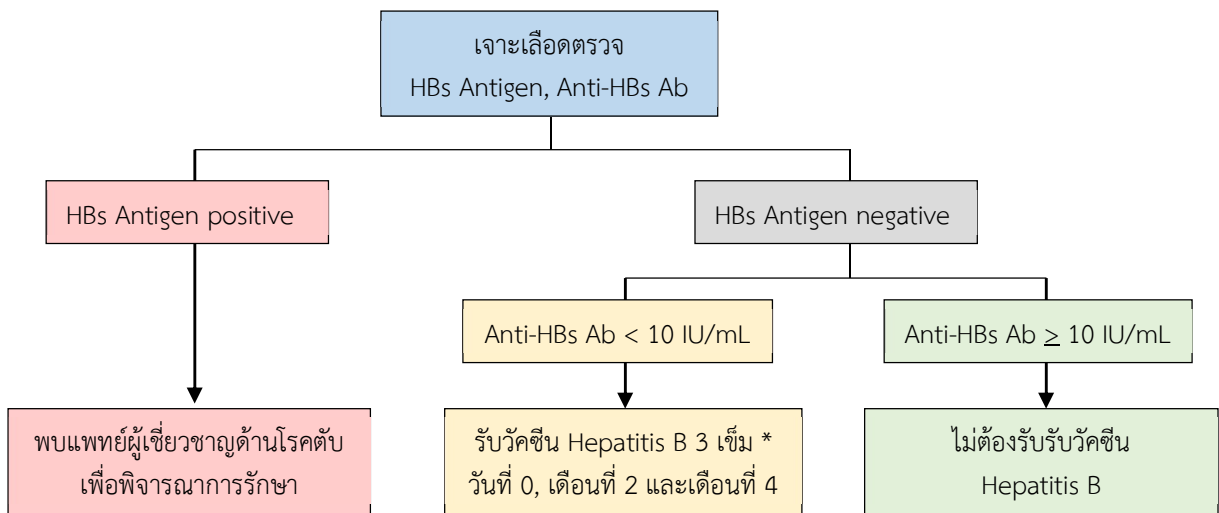 เจาะเลือดตรวจ
HBs Antigen, Anti-HBs Ab
HBs Antigen positive
HBs Antigen negative
Anti-HBs Ab < 10 IU/mL
Anti-HBs Ab ≥ 10 IU/mL
พบแพทย์ผู้เชี่ยวชาญด้านโรคตับ
เพื่อพิจารณาการรักษา
รับวัคซีน Hepatitis B 3 เข็ม *
วันที่ 0, เดือนที่ 2 และเดือนที่ 4
ไม่ต้องรับรับวัคซีน
Hepatitis B